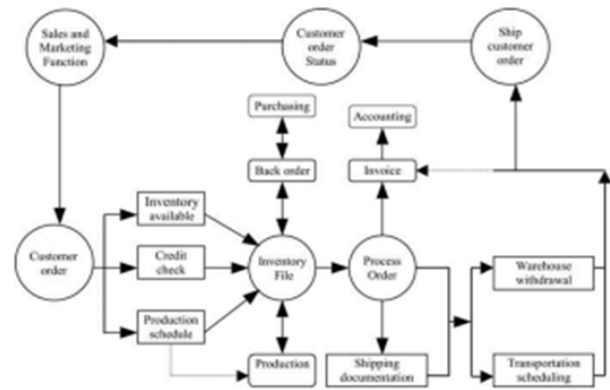 Sales and
Marketing
Function
Customer
order
Status
Ship
customer
order
Purchasing
Accounting
Back order
Invoice
Inventory
available
Customer
order
Credit
check
Inventory
File
Process
Order
Warehouse
withdrawal
Production
schedule
Production
Shipping
documentation
Transportation
scheduling